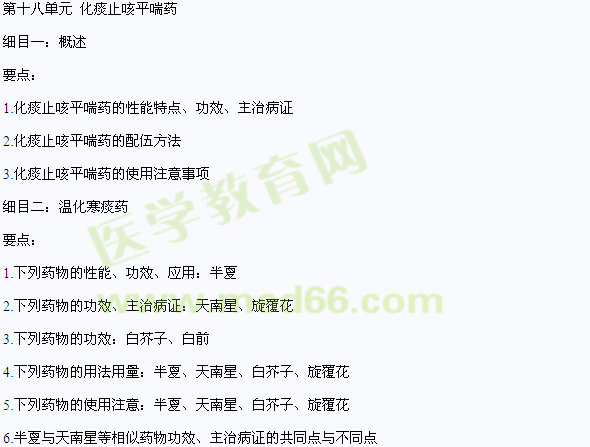 第十八单元 化痰止咳平喘药
细目一：概述
要点：
1.化痰止咳平喘药的性能特点、功效、主治病证
2.化痰止咳平喘药的配伍方法
3.化痰止咳平喘药的使用注意事项
细目二：温化寒痰药
要点：
1.下列药物的性能、功效、应用：半夏
2.下列药物的功效、主治病证：天南星、旋覆花
3.下列药物的功效：白芥子、白前
4.下列药物的用法用量：半夏、天南星、白芥子、旋覆花
5.下列药物的使用注意：半夏、天南星、白芥子、旋覆花
6.半夏与天南星等相似药物功效、主治病证的共同点与不同点
医学教育网
www.med66.com